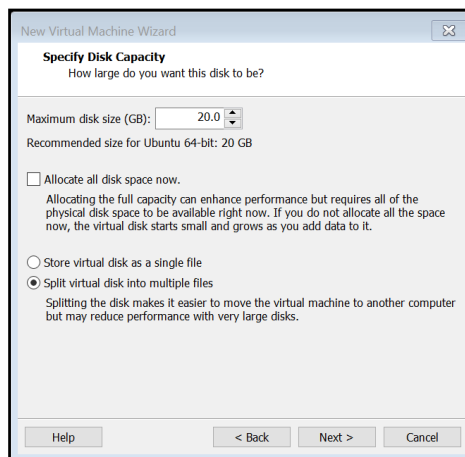 New Virtual Machine Wizard
Specify Disk Capacity
How large do you want this disk to be?
Maximum disk size (GB): 20.0
Recommended size for Ubuntu 64-bit: 20 GB
Allocate all disk space now.
Allocating the full capacity can enhance performance but requires all of the
physical disk space to be available right now. If you do not allocate all the space
now, the virtual disk starts small and grows as you add data to it.
Store virtual disk as a single file
Split virtual disk into multiple files
Splitting the disk makes it easier to move the virtual machine to another computer
but may reduce performance with very large disks.
Help < Back Next > Cancel